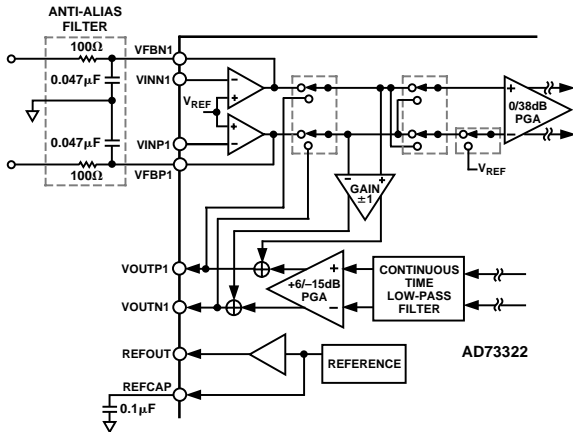 ANTI-ALIAS
FILTER
100Ω
VFBN1
0.047µF
VINN1
VREF
0.047µF
VINP1
100Ω
VFBP1
+
–
0/38dB
PGA
VREF
–
+
GAIN
±1
VOUTP1
VOUTN1
+6/–15dB
PGA
+
–
CONTINUOUS
TIME
LOW-PASS
FILTER
REFOUT
REFERENCE
AD73322
REFCAP
0.1µF